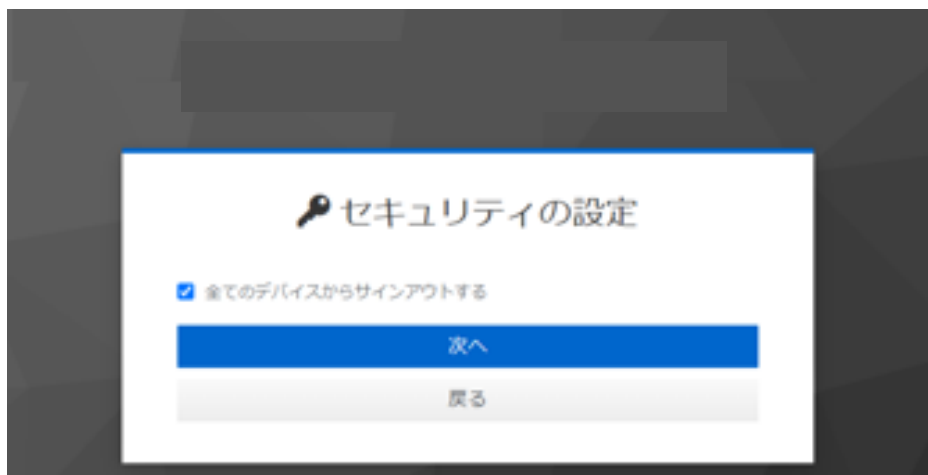 セキュリティの設定
全てのデバイスからサインアウトする
次へ
戻る